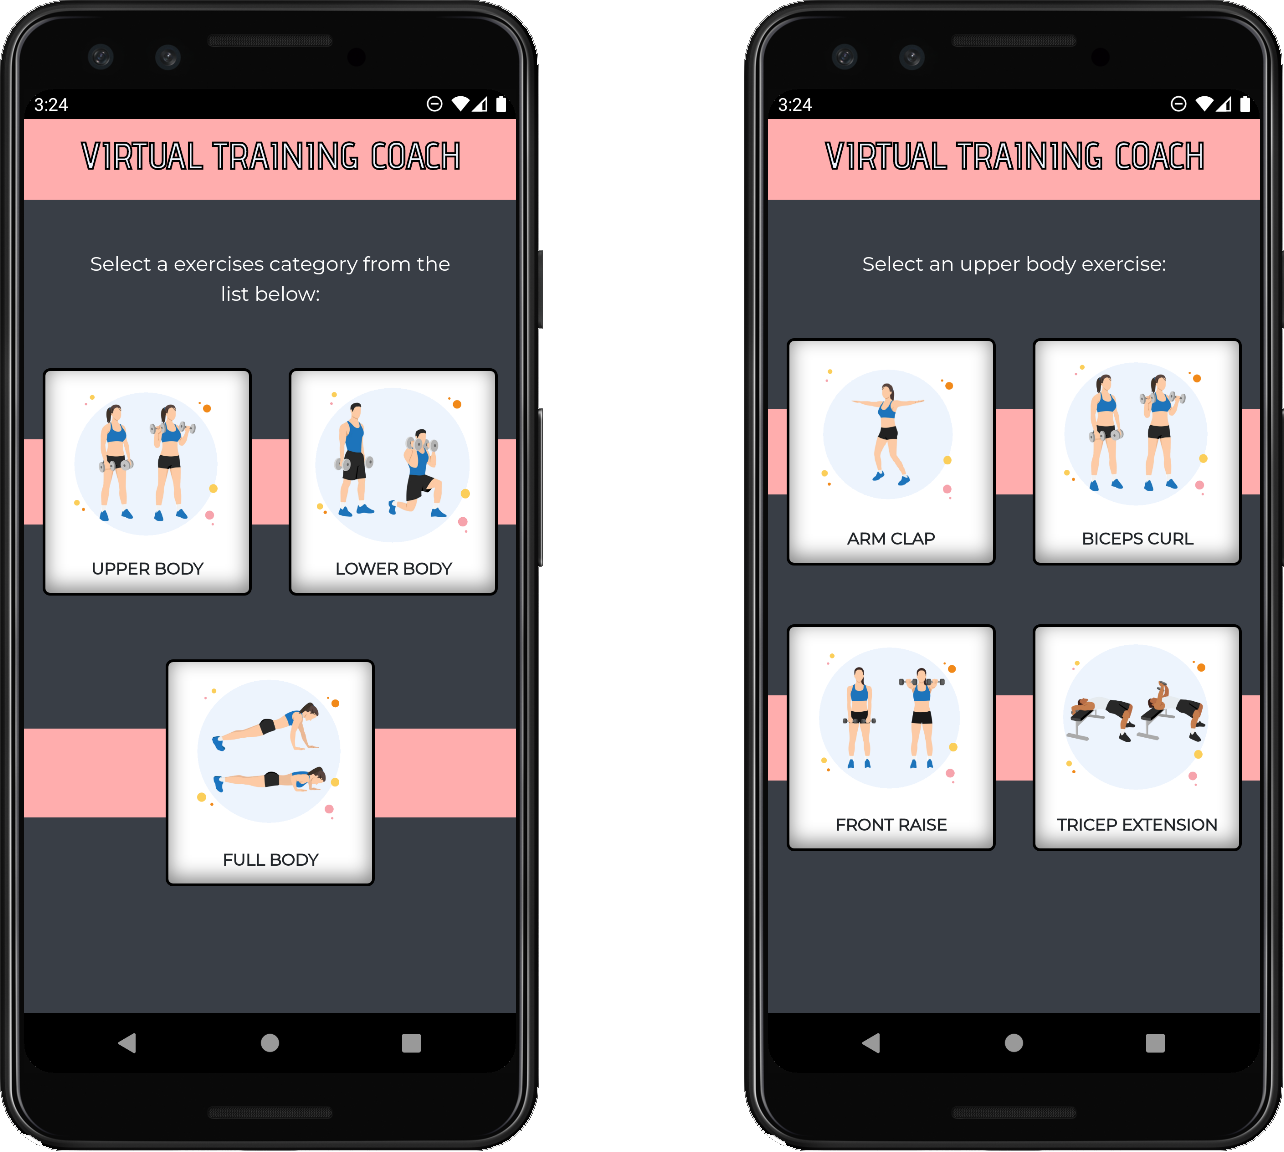 3:24
VIRTUAL TRAINING COACH
Select a exercises category from the
list below:
UPPER BODY
LOWER BODY
FULL BODY
3:24
VIRTUAL TRAINING COACH
Select an upper body exercise:
ARM CLAP
BICEPS CURL
FRONT RAISE
TRICEP EXTENSION